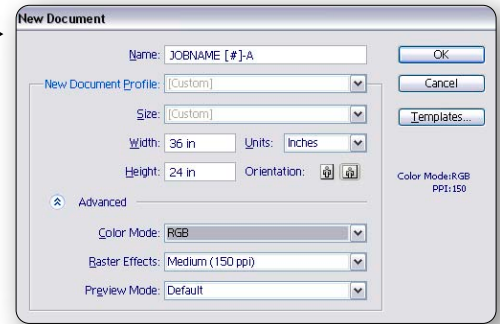 New Document
Name: JOBNAME [#]-A
OK
New Document Profile: [Custom]
Cancel
Size: [Custom]
Templates...
Width: 36 in Units: Inches
Height: 24 in Orientation:
Color Mode:RGB
PPI:150
Advanced
Color Mode: RGB
Raster Effects: Medium (150 ppi)
Preview Mode: Default